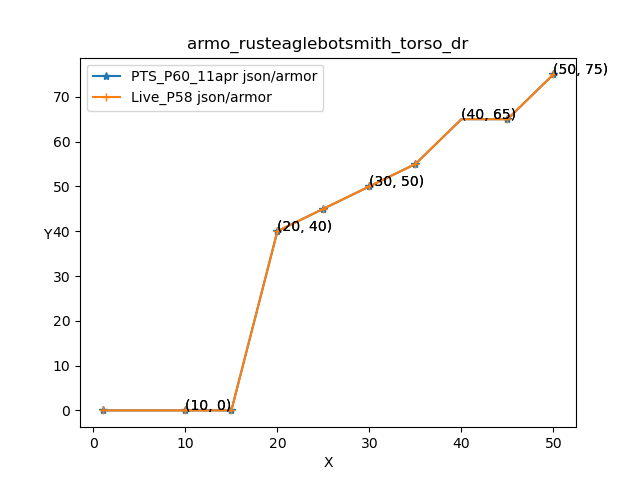 armo_rusteaglebotsmith_torso_dr
PTS_P60_11apr json/armor
Live_P58 json/armor
(50, 75)
70
(40, 65)
60
50
(30, 50)
Y
40
(20, 40)
30
20
10
(10, 0)
0
0 10 20 30 40 50
X